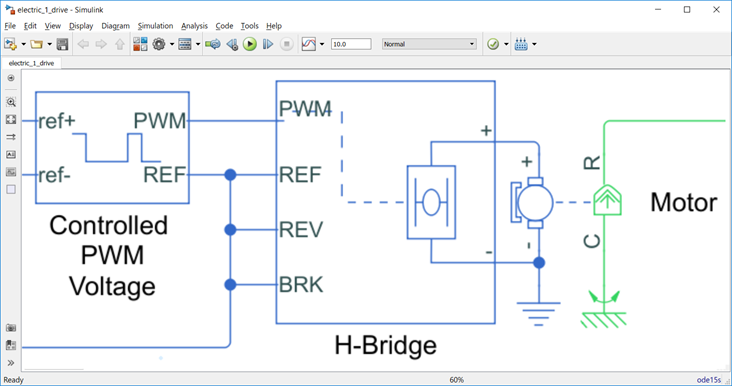 electric_1_drive - Simulink
File Edit View Display Diagram Simulation Analysis Code Tools Help
10.0
Normal
electric_1_drive
ref+
PWM
ref-
REF
Controlled
PWM
Voltage
PWM
REF
REV
BRK
+
-
H-Bridge
+
-
R
C
Motor
Ready
60%
ode15s